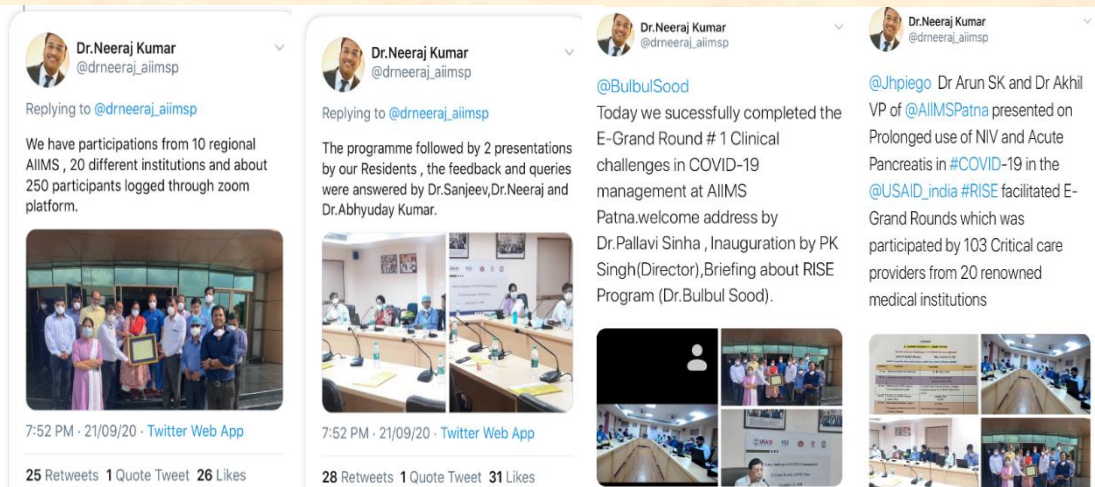 Dr.Neeraj Kumar
@drneeraj_aiimsp
Replying to @drneeraj_aiimsp
We have participations from 10 regional
AIIMS , 20 different institutions and about
250 participants logged through zoom
platform.
7:52 PM · 21/09/20 · Twitter Web App
25 Retweets 1 Quote Tweet 26 Likes
Dr.Neeraj Kumar
@drneeraj_aiimsp
Replying to @drneeraj_aiimsp
The programme followed by 2 presentations
by our Residents , the feedback and queries
were answered by Dr.Sanjeev,Dr.Neeraj and
Dr.Abhyuday Kumar.
7:52 PM · 21/09/20 · Twitter Web App
28 Retweets 1 Quote Tweet 31 Likes
Dr.Neeraj Kumar
@drneeraj_aiimsp
@BulbulSood
Today we sucessfully completed the
E-Grand Round # 1 Clinical
challenges in COVID-19
management at AIIMS
Patna.welcome address by
Dr.Pallavi Sinha , Inauguration by PK
Singh(Director),Briefing about RISE
Program (Dr.Bulbul Sood).
Dr.Neeraj Kumar
@drneeraj_aiimsp
@Jhpiego Dr Arun SK and Dr Akhil
VP of @AIIMSPatna presented on
Prolonged use of NIV and Acute
Pancreatis in #COVID-19 in the
@USAID_india #RISE facilitated E-
Grand Rounds which was
participated by 103 Critical care
providers from 20 renowned
medical institutions